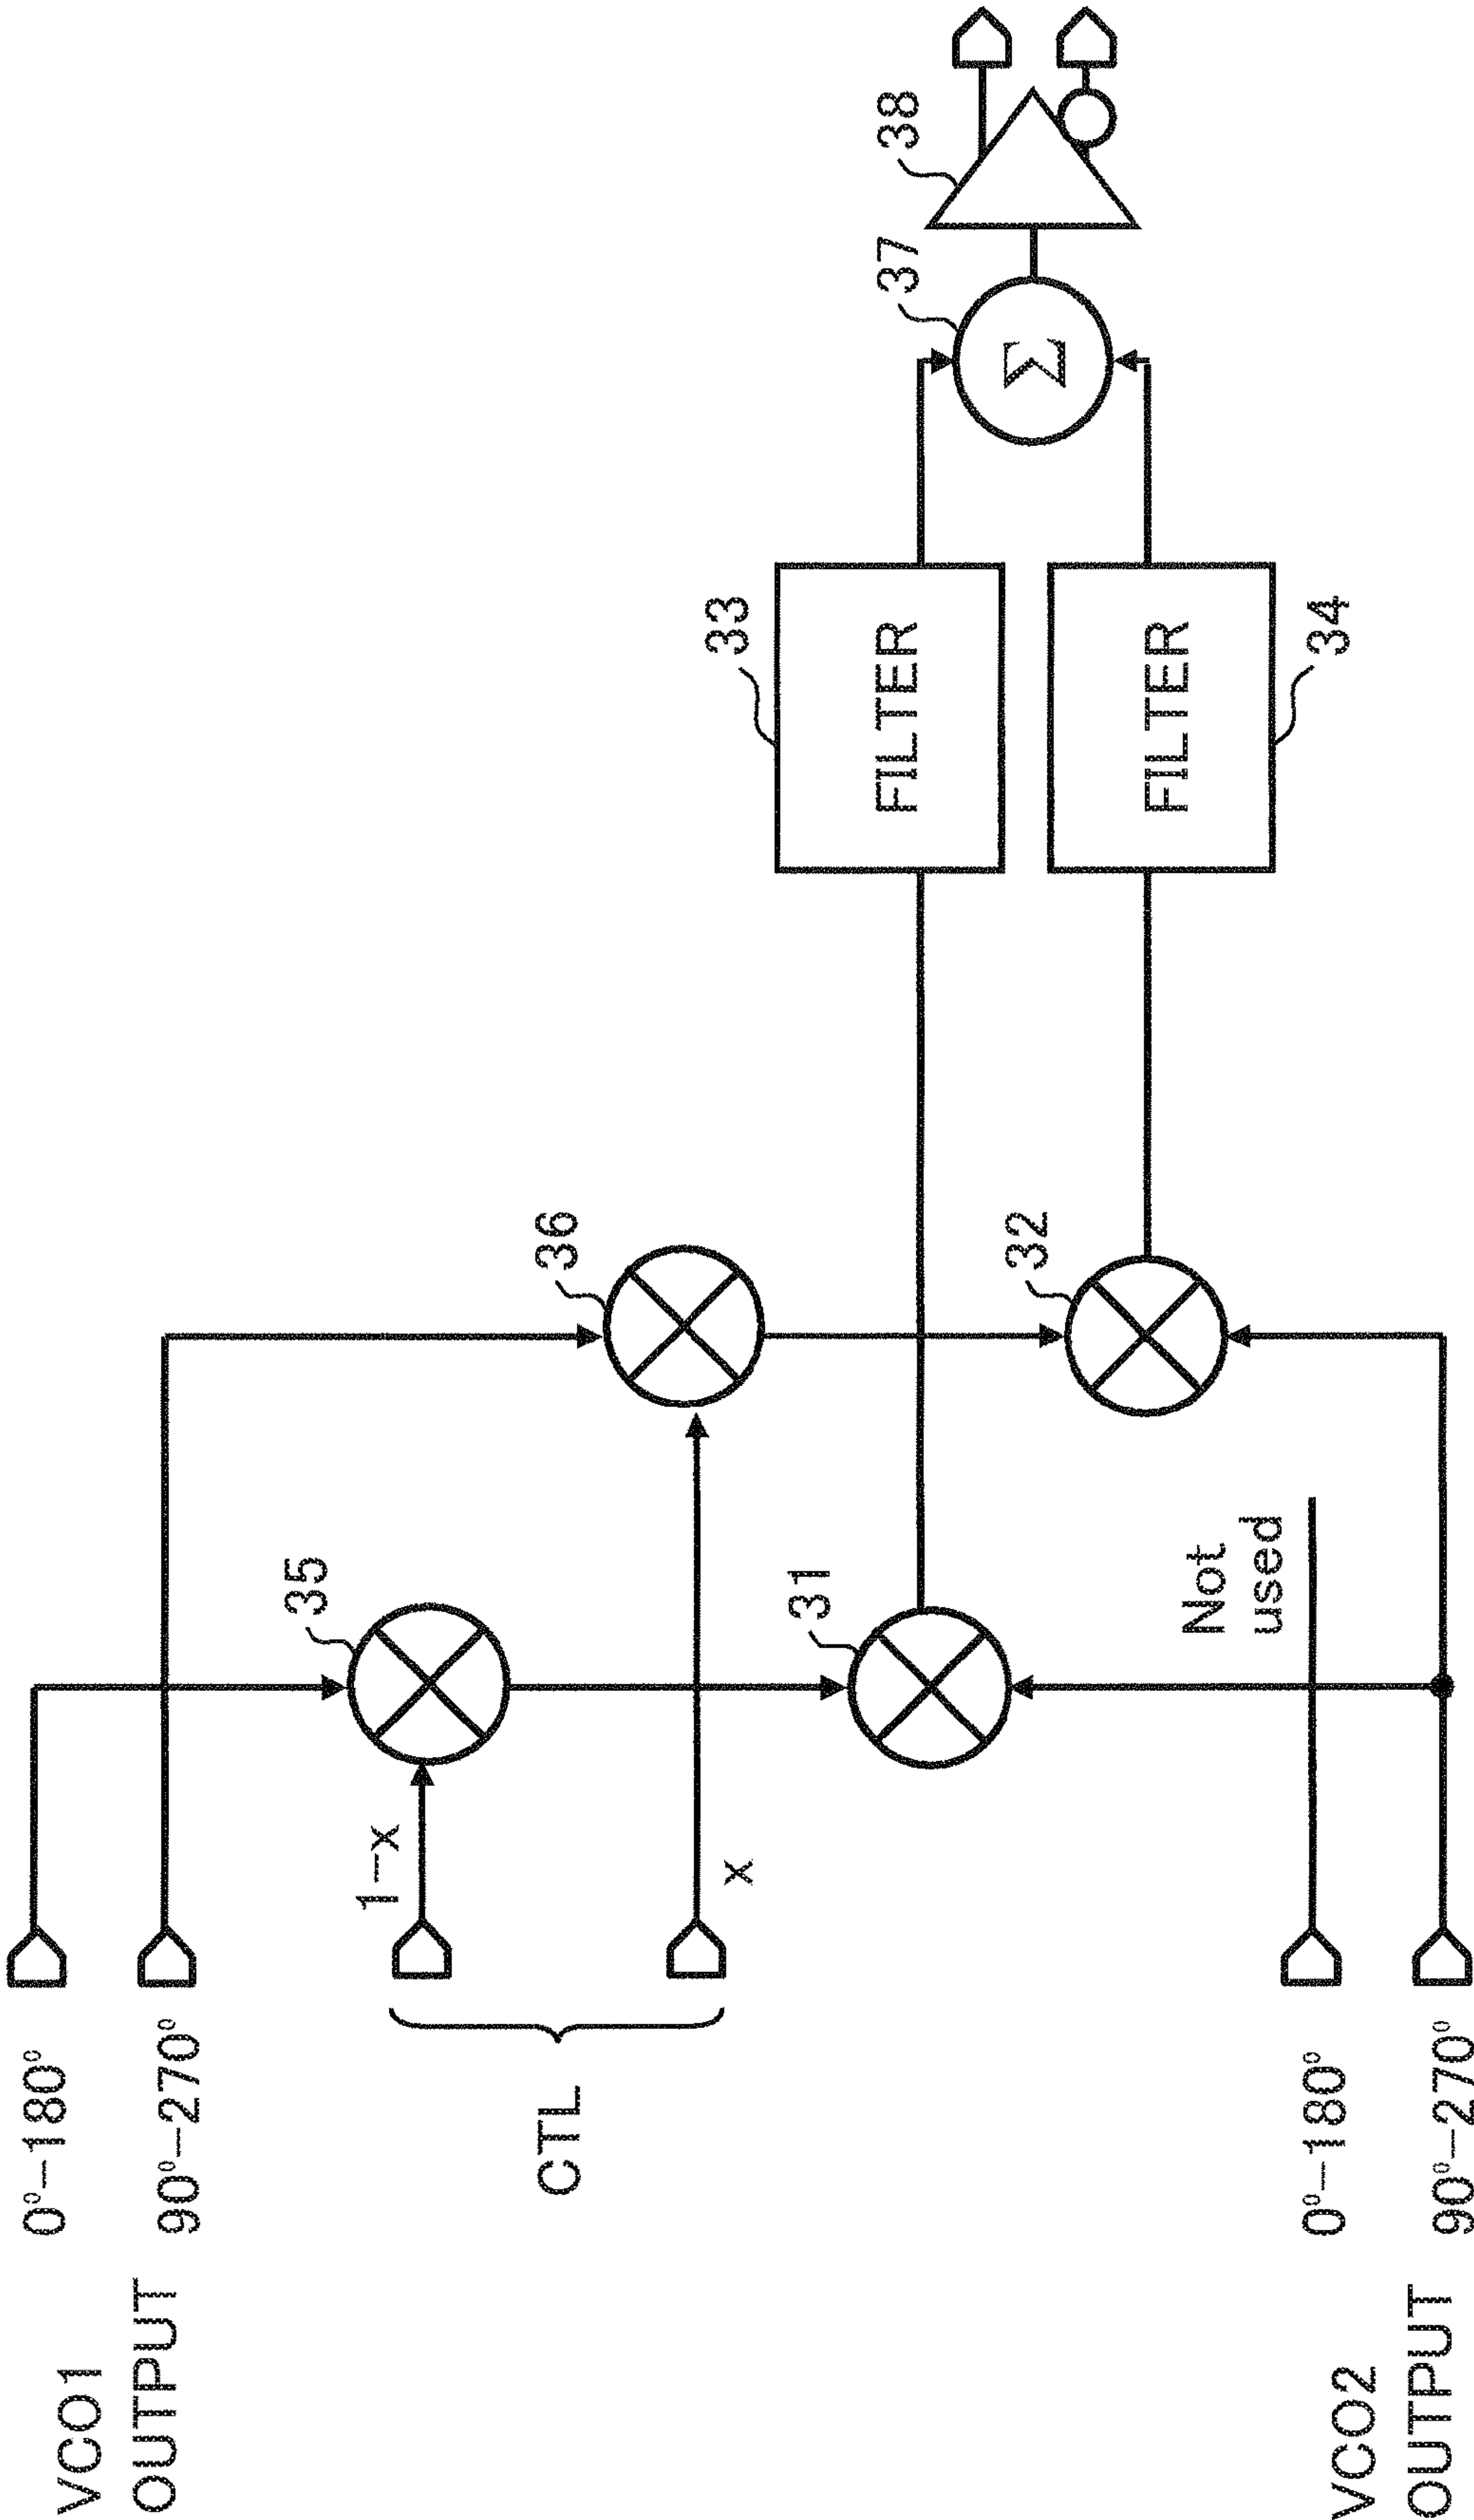 VCO1
OUTPUT
0°-180°
90°-270°
CTL
1-x
x
35
36
31
32
33
FILTER
FILTER
34
37
Σ
38
Not
used
VCO2
OUTPUT
0°-180°
90°-270°